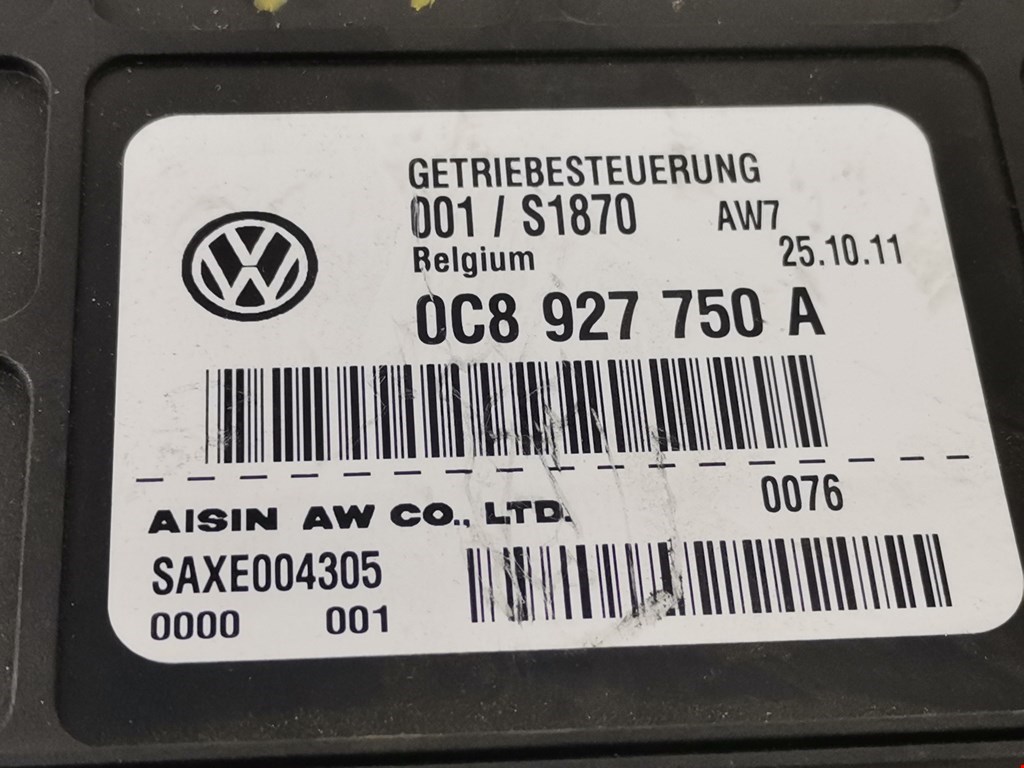 GETRIEBESTEUERUNG
001 / S1870 AW7
Belgium 25.10.11
0C8 927 750 A
0076
AISIN AW CO., LTD.
SAXE004305
0000 001